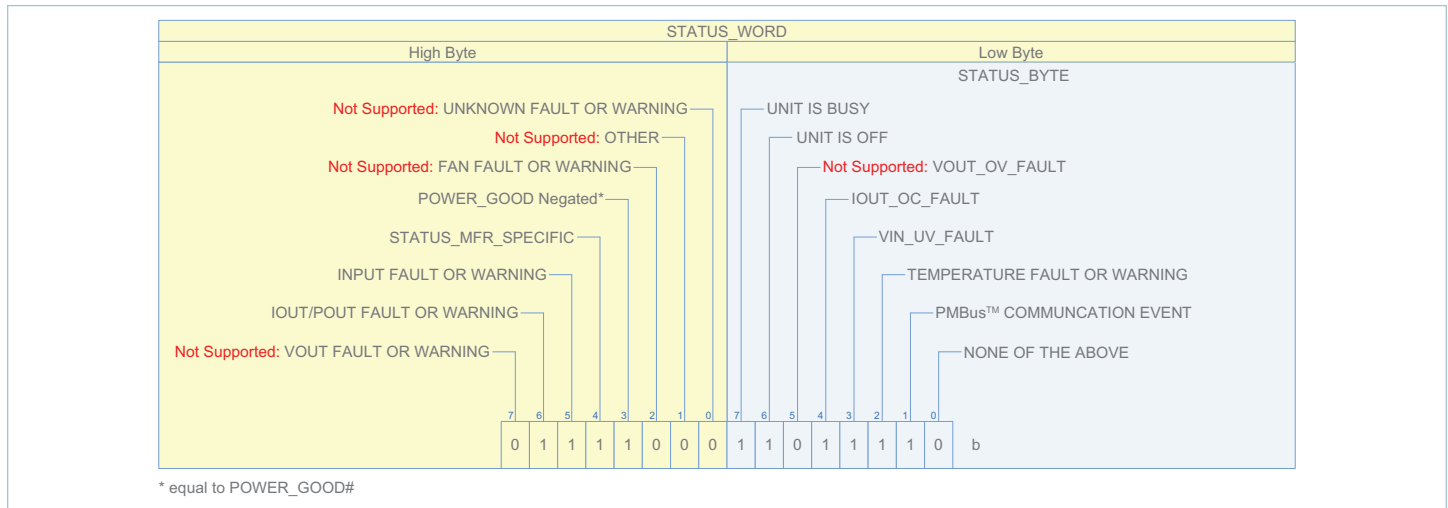 STATUS_WORD
High Byte
Low Byte
STATUS_BYTE
Not Supported: UNKNOWN FAULT OR WARNING
UNIT IS BUSY
Not Supported: OTHER
UNIT IS OFF
Not Supported: FAN FAULT OR WARNING
Not Supported: VOUT_OV_FAULT
POWER_GOOD Negated*
IOUT_OC_FAULT
STATUS_MFR_SPECIFIC
VIN_UV_FAULT
INPUT FAULT OR WARNING
TEMPERATURE FAULT OR WARNING
IOUT/POUT FAULT OR WARNING
PMBus™ COMMUNCATION EVENT
Not Supported: VOUT FAULT OR WARNING
NONE OF THE ABOVE
7 6 5 4 3 2 1 0 7 6 5 4 3 2 1 0
0 1 1 1 1 0 0 0 1 1 0 1 1 1 1 0 b
* equal to POWER_GOOD#